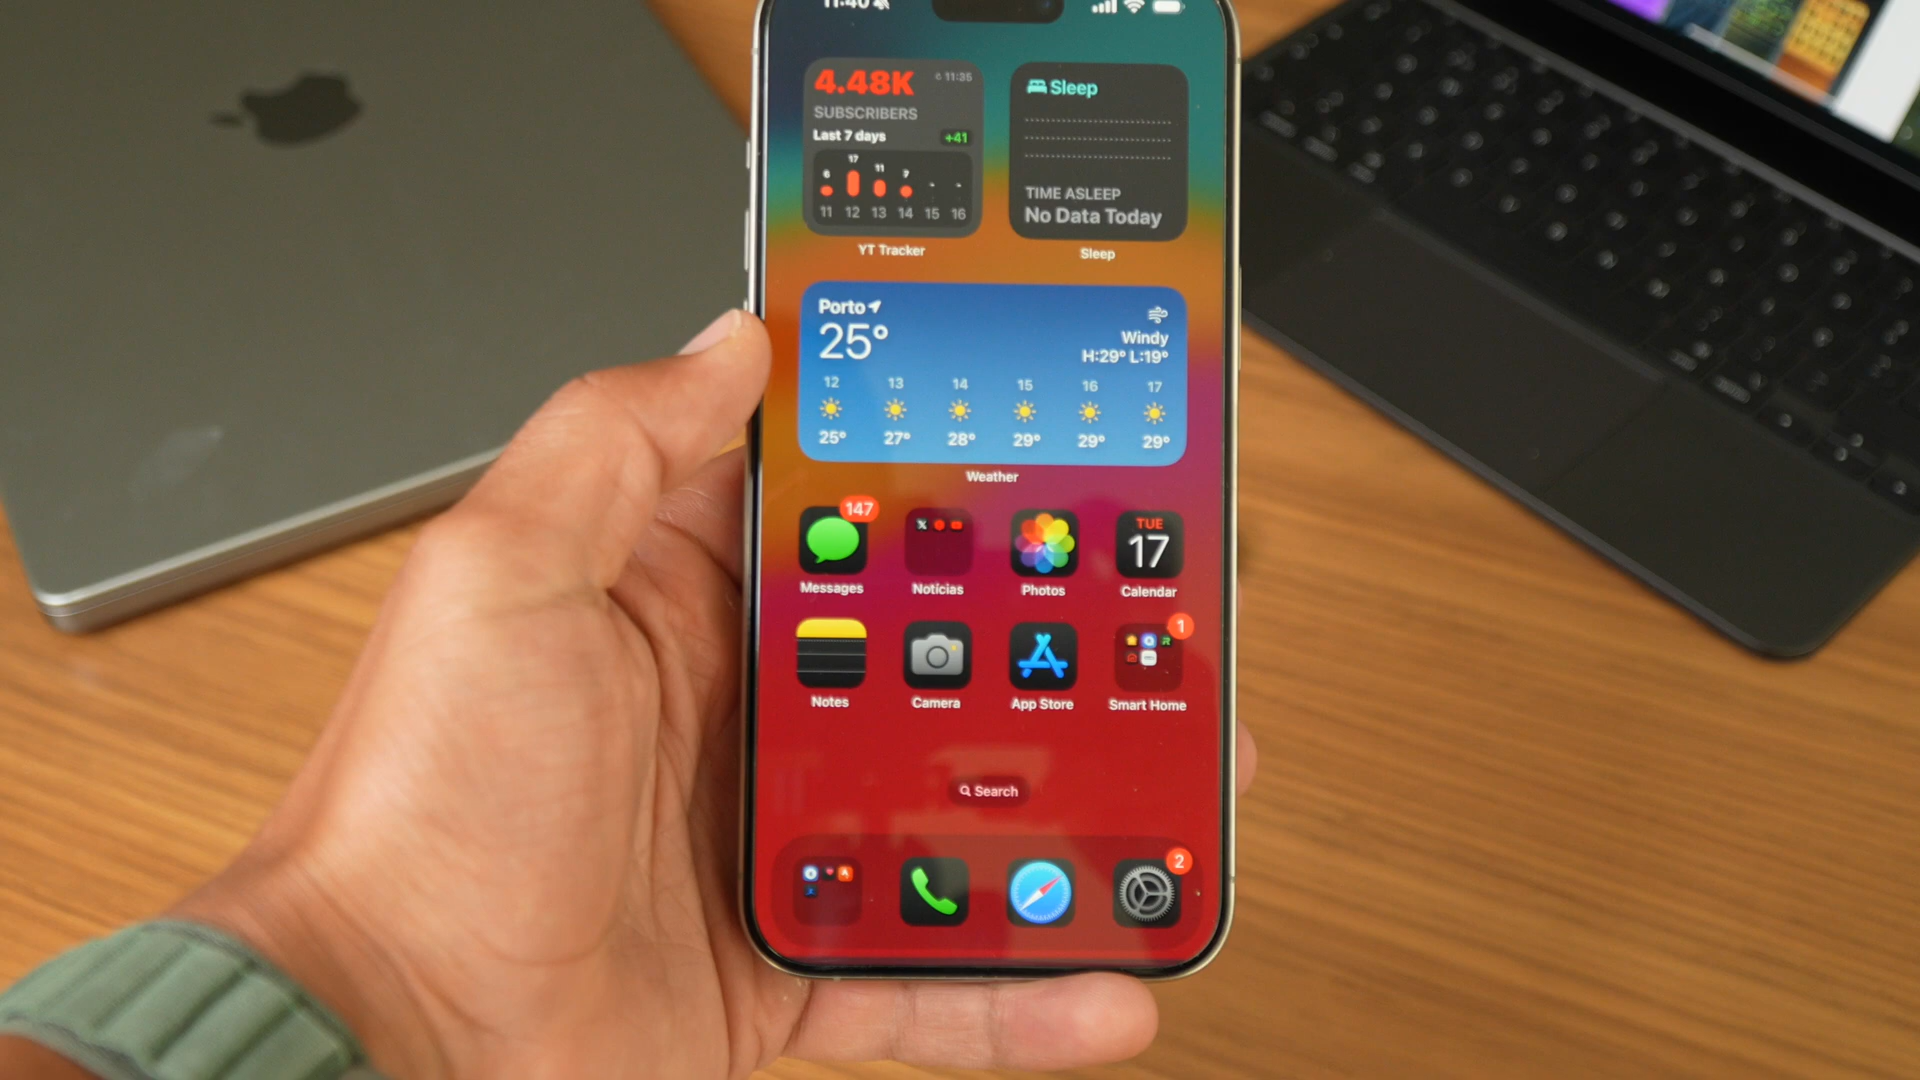 11:40
4.48K
11:35
SUBSCRIBERS
Last 7 days
+41
6 17 11 7 - -
11 12 13 14 15 16
YT Tracker
Sleep
TIME ASLEEP
No Data Today
Sleep
Porto
25°
Windy
H:29° L:19°
12 13 14 15 16 17
25° 27° 28° 29° 29° 29°
Weather
147
TUE
17
Messages
Notícias
Photos
Calendar
1
Notes
Camera
App Store
Smart Home
Search
2